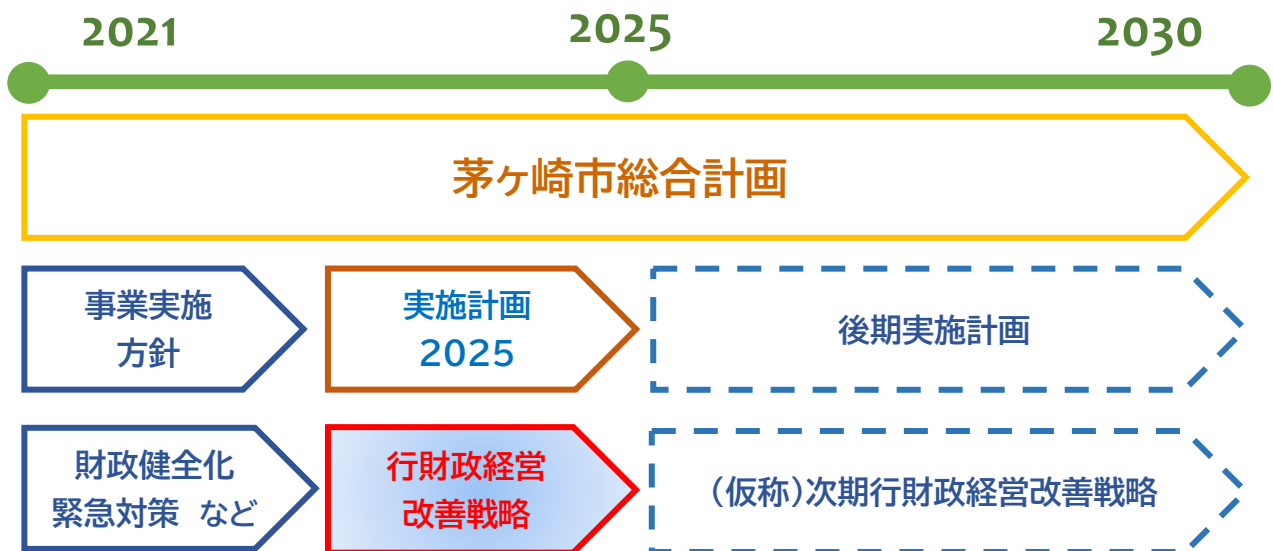 2021
2025
2030
茅ヶ崎市総合計画
事業実施
方針
実施計画
2025
後期実施計画
財政健全化
緊急対策 など
行財政経営
改善戦略
（仮称）次期行財政経営改善戦略